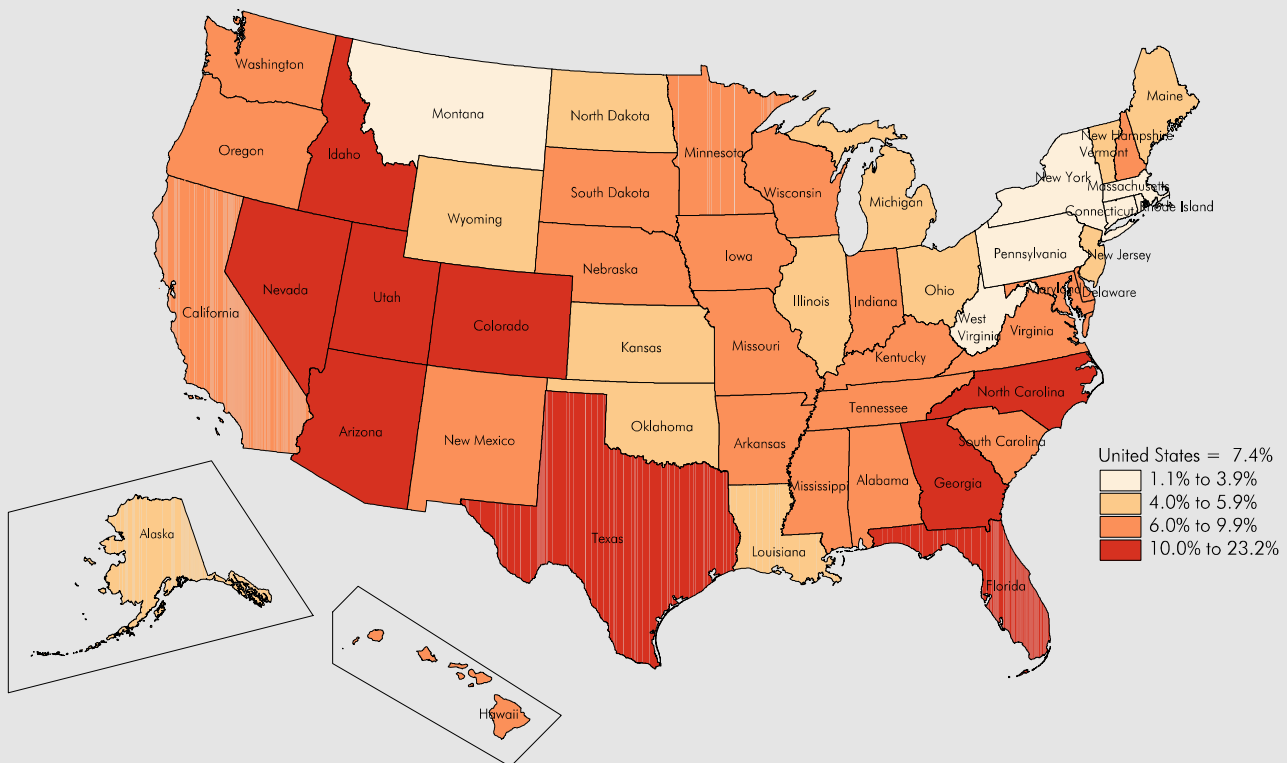 Washington
Maine
Montana
North Dakota
New Hampshire
Oregon
Minnesota
Vermont
Idaho
New York
Massachusetts
South Dakota
Wisconsin
Wyoming
Michigan
Connecticut
Rhode Island
Iowa
Pennsylvania
New Jersey
Nebraska
Nevada
Utah
Illinois
Indiana
Ohio
Maryland
Delaware
California
Colorado
West
Virginia
Virginia
Kansas
Missouri
Kentucky
North Carolina
Tennessee
Arizona
New Mexico
Oklahoma
Arkansas
South Carolina
Mississippi
Alabama
Georgia
United States = 7.4%
1.1% to 3.9%
4.0% to 5.9%
6.0% to 9.9%
10.0% to 23.2%
Alaska
Texas
Louisiana
Florida
Hawaii